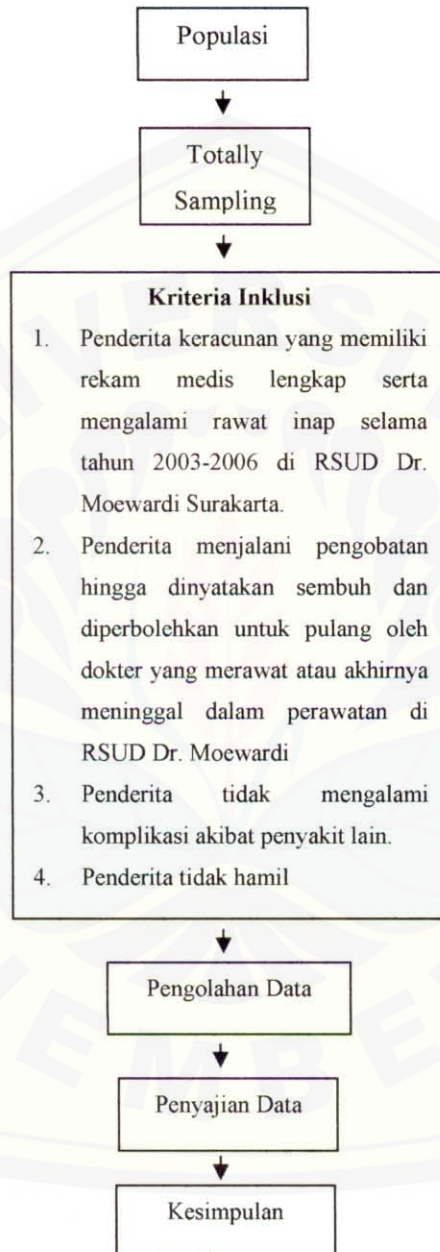 Populasi
Totally
Sampling
Kriteria Inklusi
1. Penderita keracunan yang memiliki
rekam medis lengkap serta
mengalami rawat inap selama
tahun 2003-2006 di RSUD Dr.
Moewardi Surakarta.
2. Penderita menjalani pengobatan
hingga dinyatakan sembuh dan
diperbolehkan untuk pulang oleh
dokter yang merawat atau akhirnya
meninggal dalam perawatan di
RSUD Dr. Moewardi
3. Penderita tidak mengalami
komplikasi akibat penyakit lain.
4. Penderita tidak hamil
Pengolahan Data
Penyajian Data
Kesimpulan